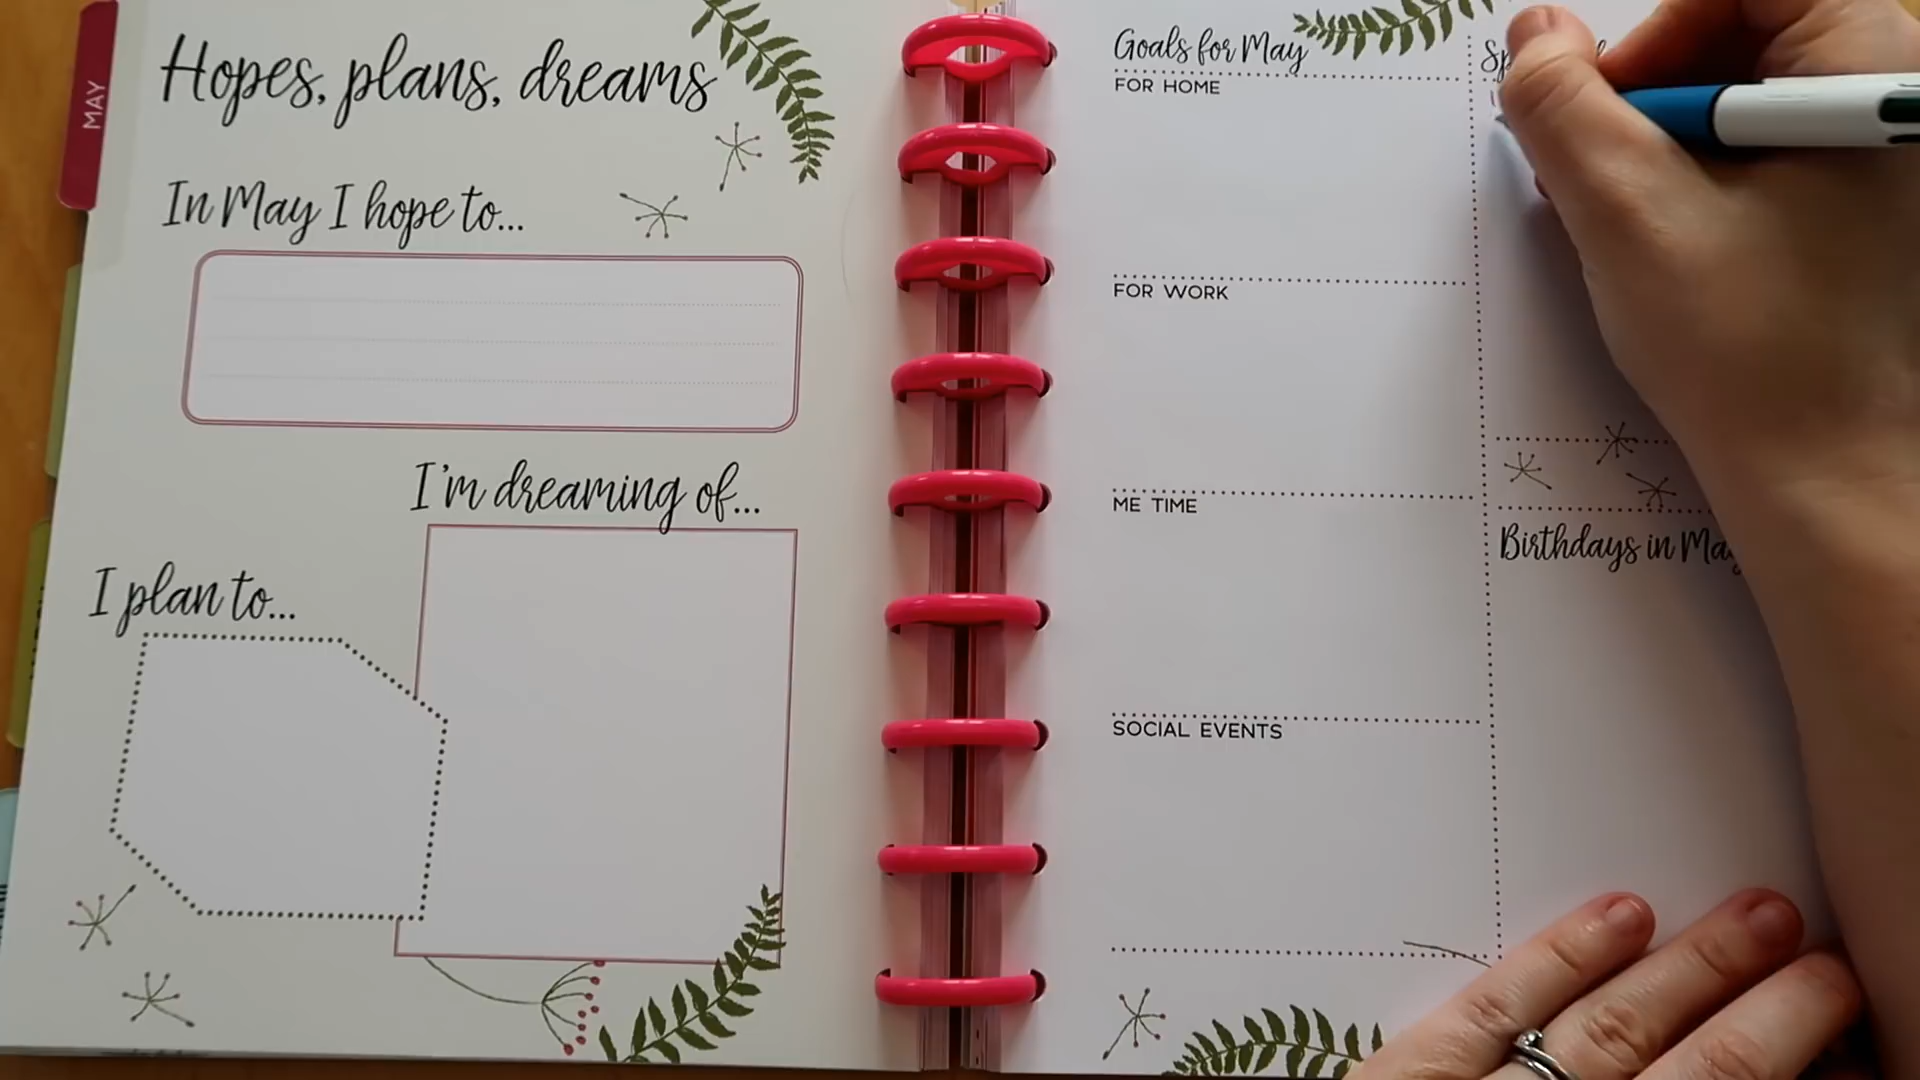 MAY
Hopes, plans, dreams
In May I hope to...
I'm dreaming of...
I plan to...
Goals for May
FOR HOME
FOR WORK
ME TIME
SOCIAL EVENTS
Birthdays in May